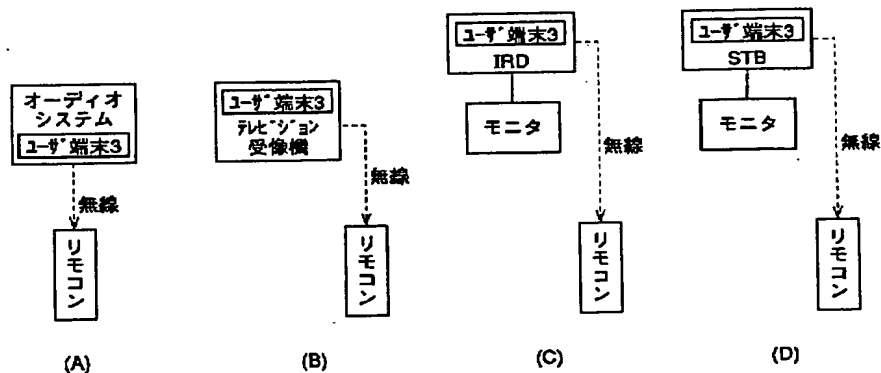 オーディオ
システム
ユーザ端末3
無線
リモコン
(A)
ユーザ端末3
テレビジョン
受像機
無線
リモコン
(B)
ユーザ端末3
IRD
モニタ
無線
リモコン
(C)
ユーザ端末3
STB
モニタ
無線
リモコン
(D)